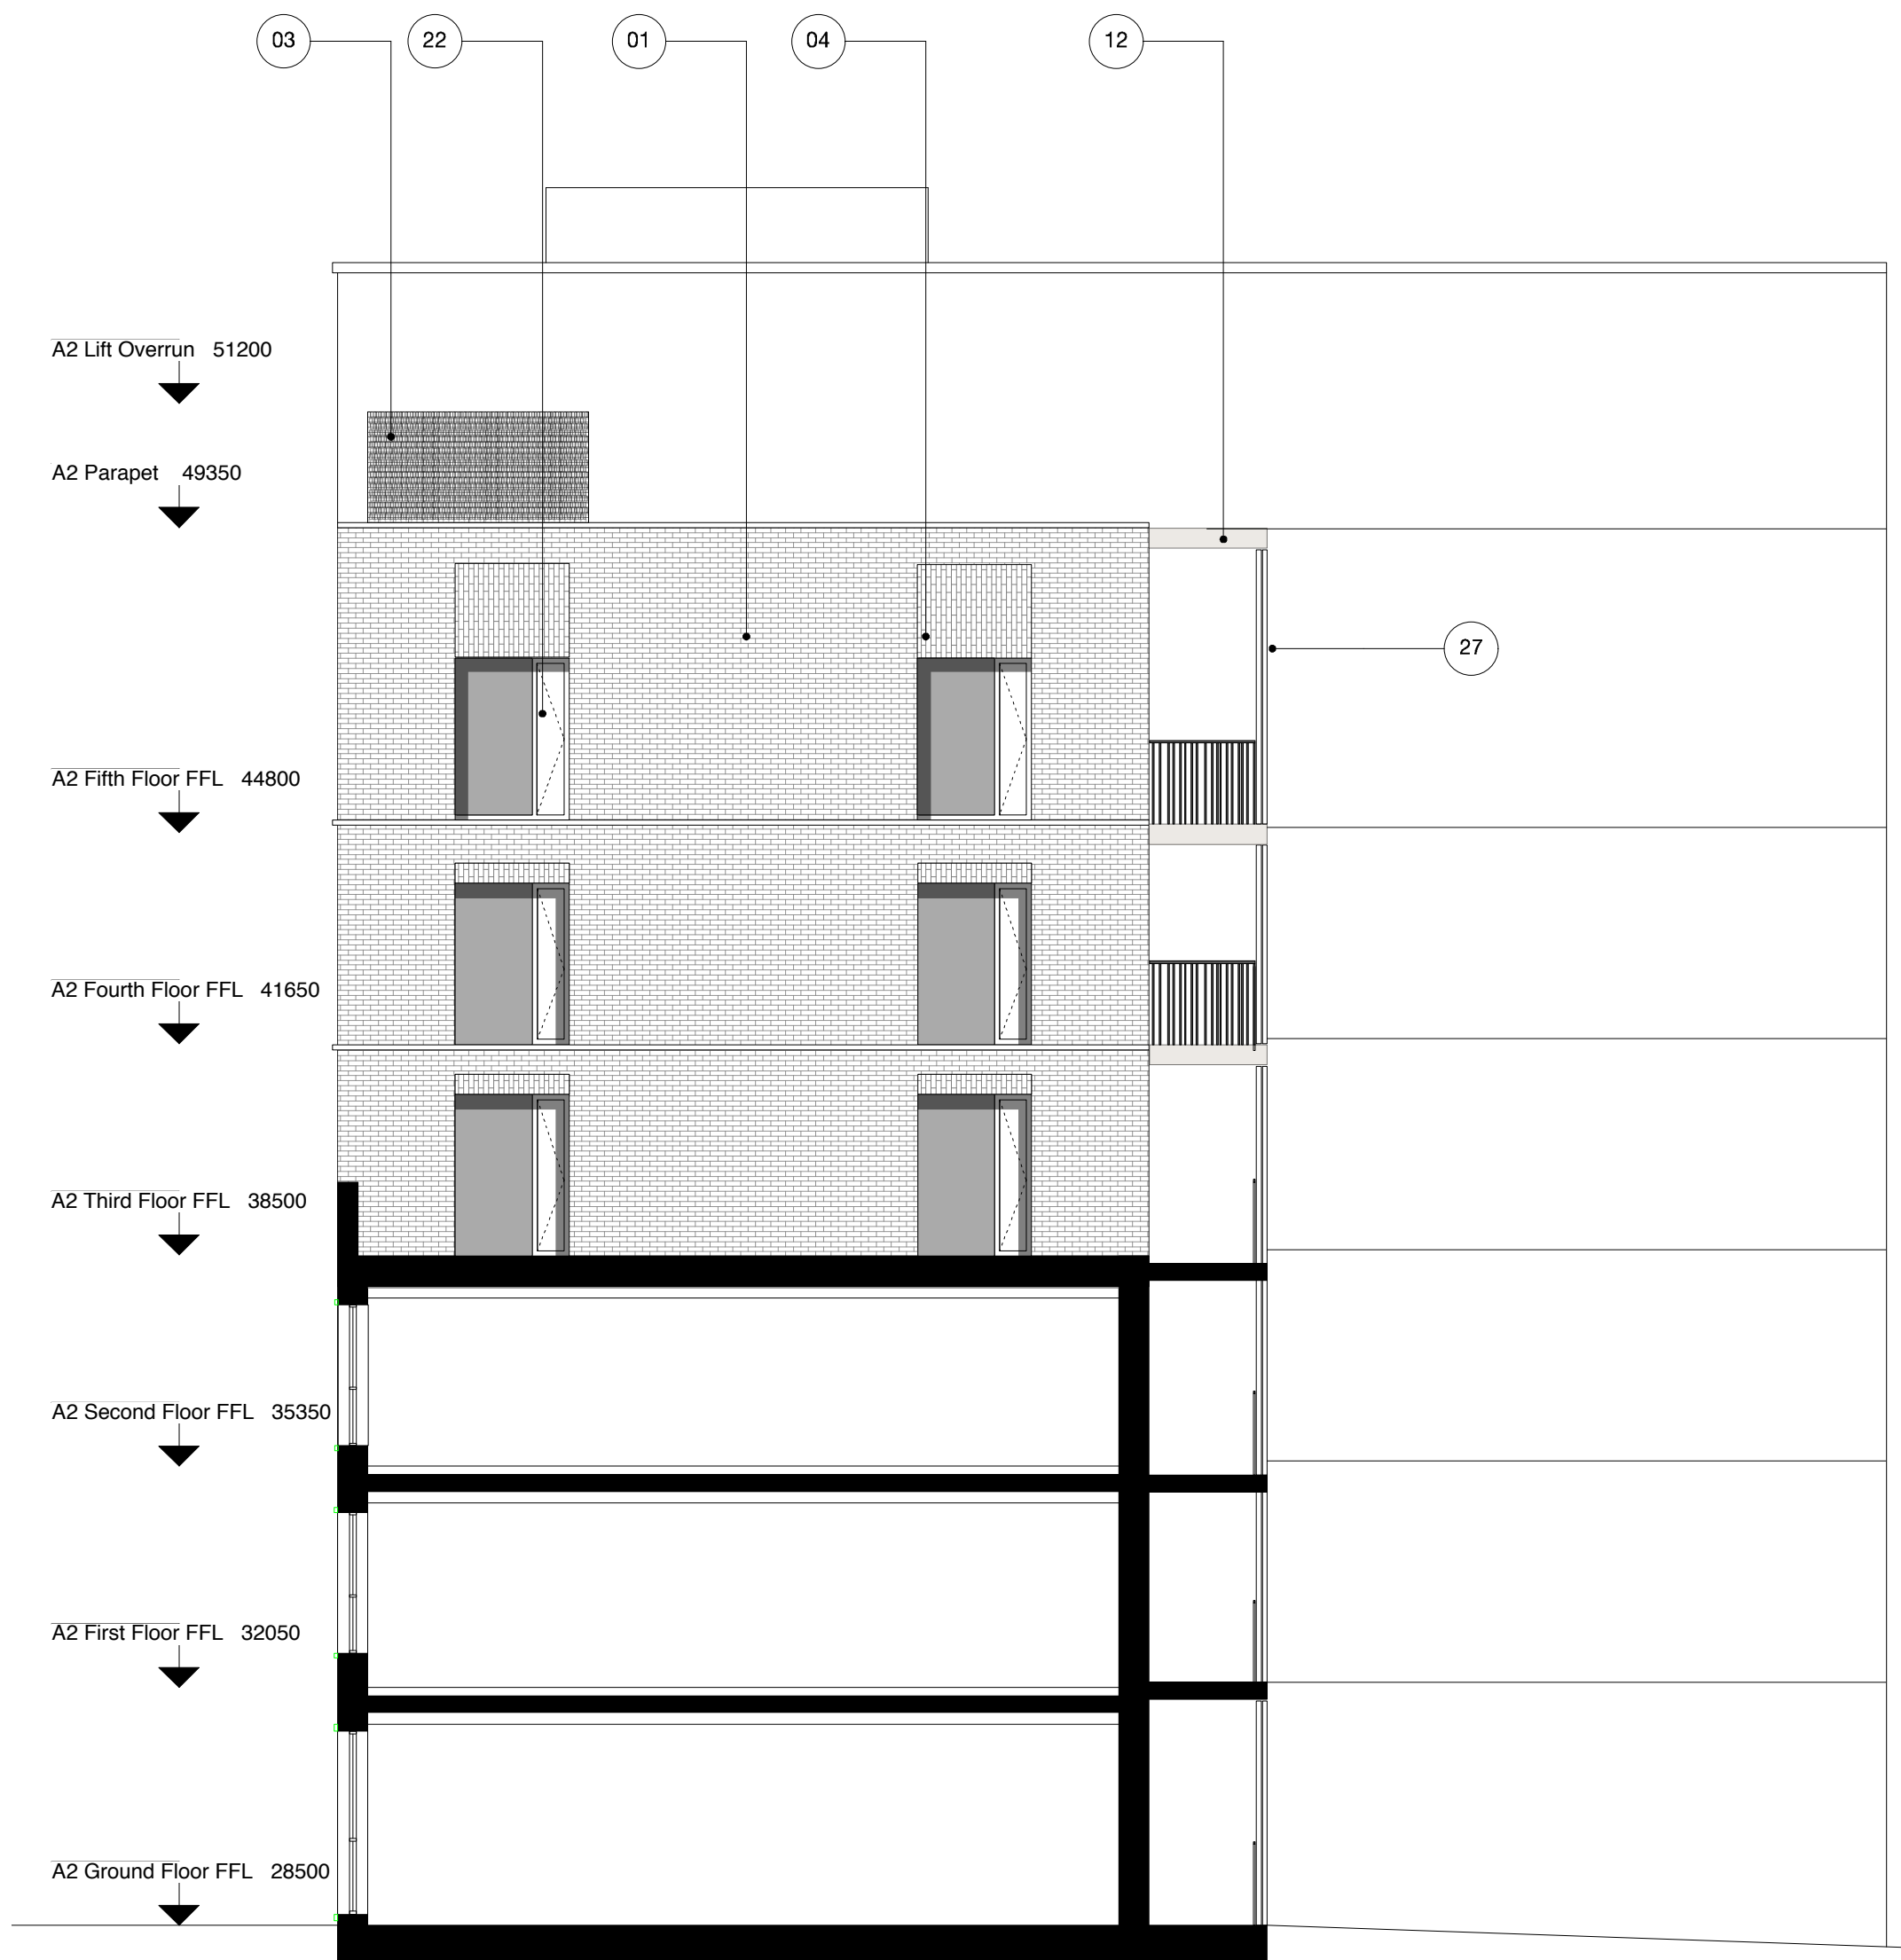 03 22 01 04 12
A2 Lift Overrun 51200
A2 Parapet 49350
27
A2 Fifth Floor FFL 44800
A2 Fourth Floor FFL 41650
A2 Third Floor FFL 38500
A2 Second Floor FFL 35350
A2 First Floor FFL 32050
A2 Ground Floor FFL 28500